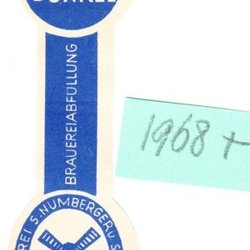 BRAUEREIABFÜLLUNG
REI S. NUMBERGER U. S
1968 +